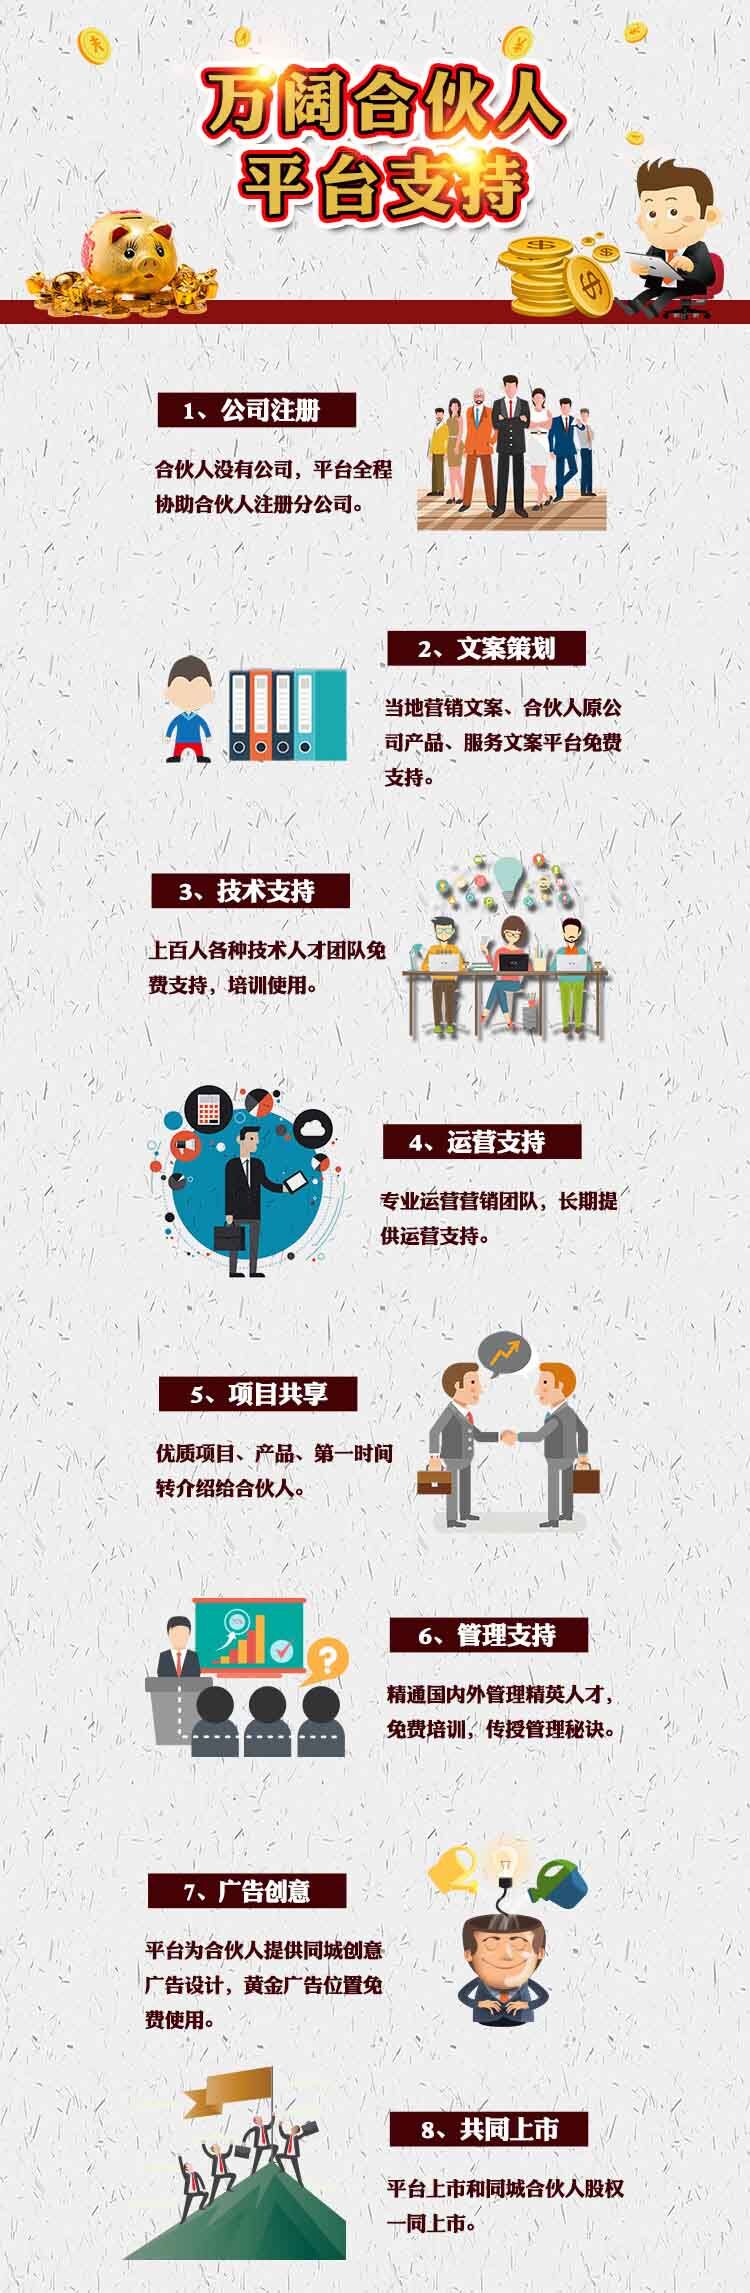 万阔合伙人
平台支持
1、公司注册
合伙人没有公司，平台全程
协助合伙人注册分公司。
2、文案策划
当地营销文案、合伙人原公
司产品、服务文案平台免费
支持。
3、技术支持
上百人各种技术人才团队免
费支持，培训使用。
4、运营支持
专业运营营销团队，长期提
供运营支持。
5、项目共享
优质项目、产品、第一时间
转介绍给合伙人。
6、管理支持
精通国内外管理精英人才，
免费培训，传授管理秘诀。
7、广告创意
平台为合伙人提供同城创意
广告设计，黄金广告位置免
费使用。
8、共同上市
平台上市和同城合伙人股权
一同上市。